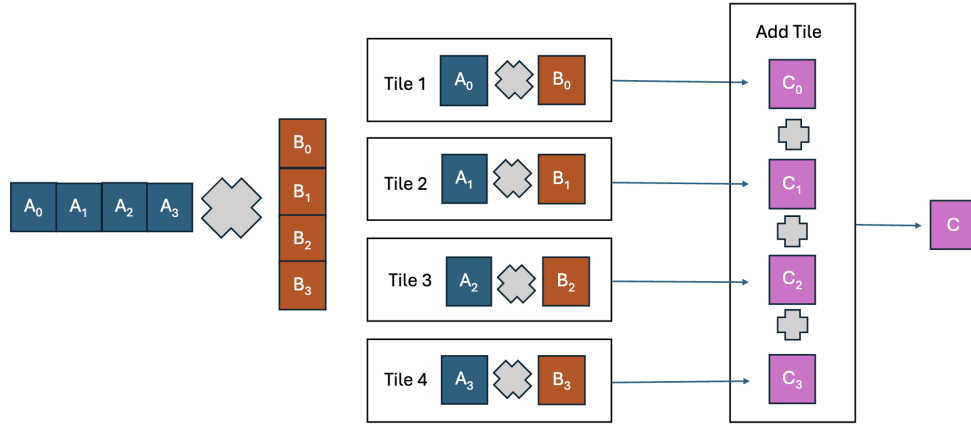 A₀ A₁ A₂ A₃
B₀
B₁
B₂
B₃
Tile 1 A₀ B₀
Tile 2 A₁ B₁
Tile 3 A₂ B₂
Tile 4 A₃ B₃
Add Tile
C₀
C₁
C₂
C₃
C